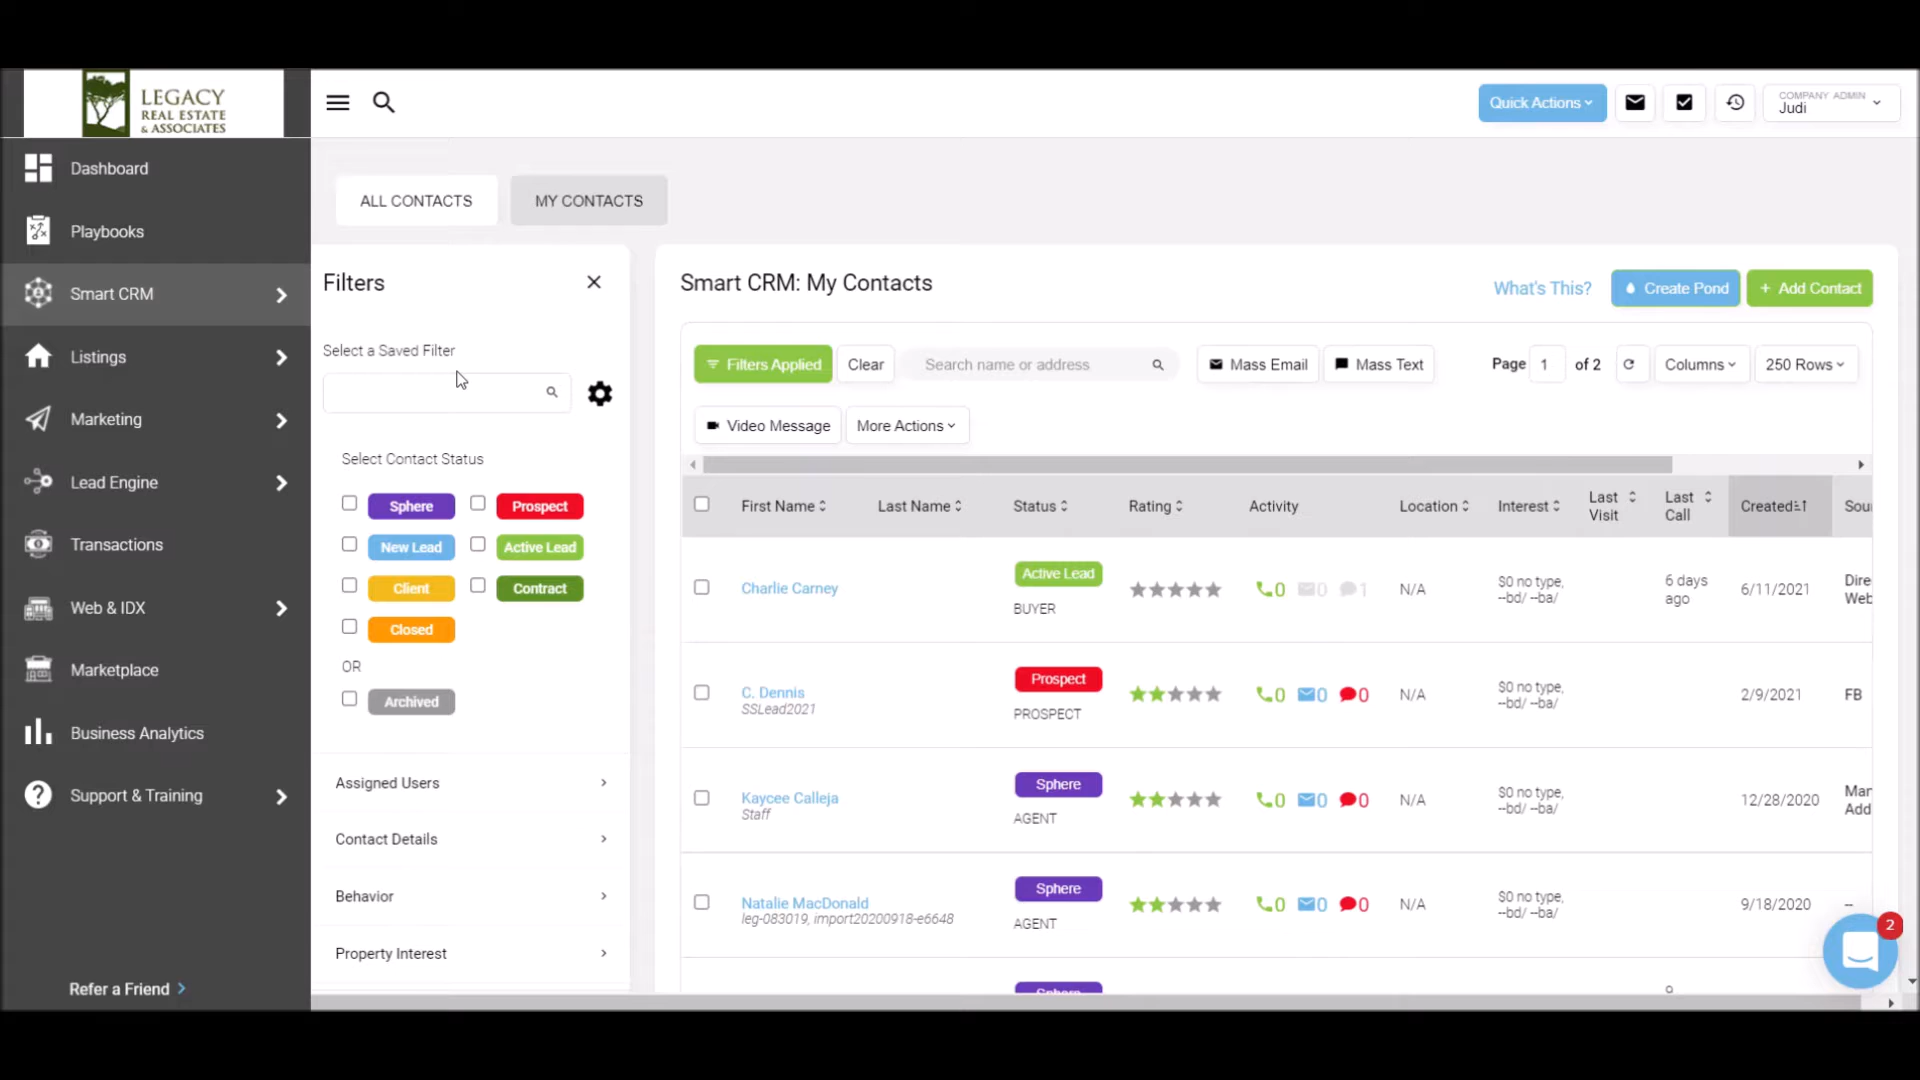 LEGACY
REAL ESTATE
& ASSOCIATES
Quick Actions
COMPANY ADMIN
Judi
Dashboard
Playbooks
Smart CRM
Listings
Marketing
Lead Engine
Transactions
Web & IDX
Marketplace
Business Analytics
Support & Training
Refer a Friend
ALL CONTACTS
MY CONTACTS
Filters
Select a Saved Filter
Select Contact Status
Sphere
Prospect
New Lead
Active Lead
Client
Contract
Closed
OR
Archived
Assigned Users
Contact Details
Behavior
Property Interest
Smart CRM: My Contacts
What's This?
Create Pond
+ Add Contact
Filters Applied
Clear
Search name or address
Mass Email
Mass Text
Page 1 of 2
Columns
250 Rows
Video Message
More Actions
First Name
Last Name
Status
Rating
Activity
Location
Interest
Last
Visit
Last
Call
Created
Sou
Charlie Carney
Active Lead
BUYER
0
0
1
N/A
$0 no type,
--bd/ --ba/
6 days
ago
6/11/2021
Dire
Web
C. Dennis
SSLead2021
Prospect
PROSPECT
0
0
0
N/A
$0 no type,
--bd/ --ba/
2/9/2021
FB
Kaycee Calleja
Staff
Sphere
AGENT
0
0
0
N/A
$0 no type,
--bd/ --ba/
12/28/2020
Man
Add
Natalie MacDonald
leg-083019, import20200918-e6648
Sphere
AGENT
0
0
0
N/A
$0 no type,
--bd/ --ba/
9/18/2020
--
Sphere
2